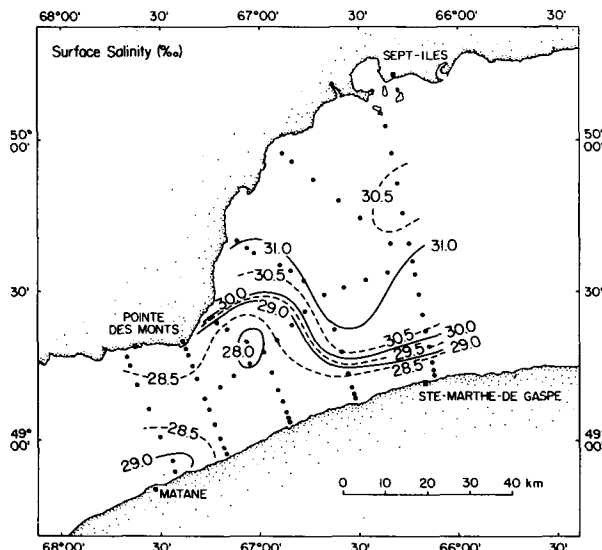 68°00' 30' 67°00' 30' 66°00' 30'
Surface Salinity (‰)
SEPT-ILES
50°00' 50°00'
30.5
31.0 31.0
30' 30.5 30'
30.0
POINTE DES MONTS
29.0
28.0
30.5 30.0
29.5 29.0
28.5 28.5
STE-MARTHE-DE GASPE
28.5
49°00' 49°00'
29.0
MATANE
0 10 20 30 40 km
68°00' 30' 67°00' 30' 66°00' 30'